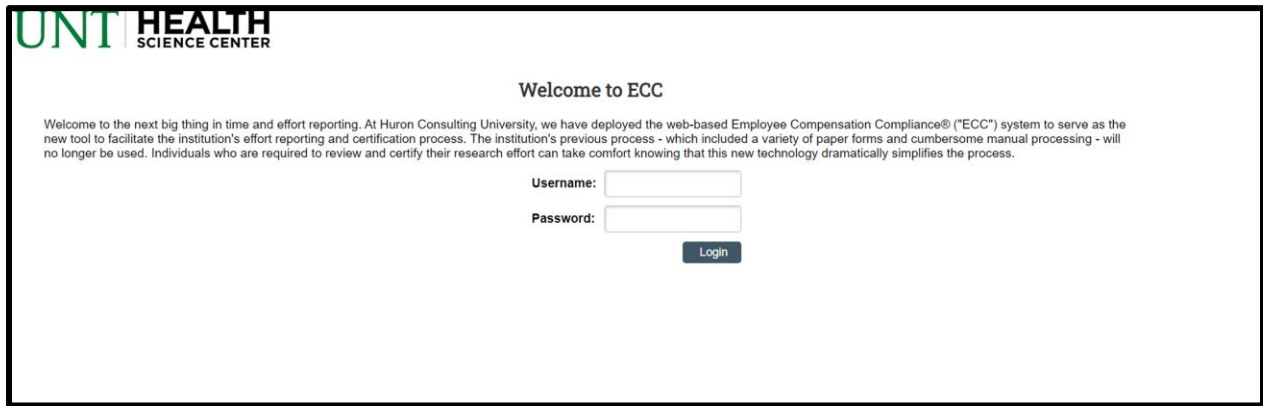 UNT HEALTH
SCIENCE CENTER
Welcome to ECC
Welcome to the next big thing in time and effort reporting. At Huron Consulting University, we have deployed the web-based Employee Compensation Compliance® ("ECC") system to serve as the
new tool to facilitate the institution's effort reporting and certification process. The institution's previous process - which included a variety of paper forms and cumbersome manual processing - will
no longer be used. Individuals who are required to review and certify their research effort can take comfort knowing that this new technology dramatically simplifies the process.
Username:
Password:
Login